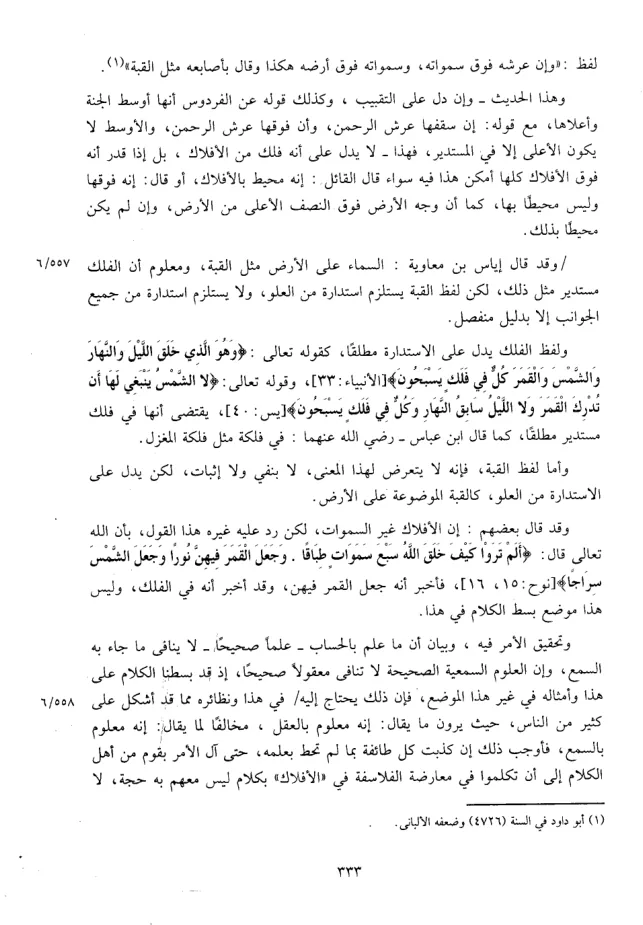 لفظ : «وإن عرشه فوق سمواته، وسمواته فوق أرضه هكذا وقال بأصابعه مثل القبة»(١).
وهذا الحديث ـ وإن دل على التقبيب ، وكذلك قوله عن الفردوس أنها أوسط الجنة
وأعلاها، مع قوله: إن سقفها عرش الرحمن، وأن فوقها عرش الرحمن، والأوسط لا
يكون الأعلى إلا في المستدير، فهذا ـ لا يدل على أنه فلك من الأفلاك ، بل إذا قدر أنه
فوق الأفلاك كلها أمكن هذا فيه سواء قال القائل : إنه محيط بالأفلاك، أو قال: إنه فوقها
وليس محيطًا بها، كما أن وجه الأرض فوق النصف الأعلى من الأرض، وإن لم يكن
محيطًا بذلك.
٦/٥٥٧ /وقد قال إياس بن معاوية : السماء على الأرض مثل القبة، ومعلوم أن الفلك
مستدير مثل ذلك، لكن لفظ القبة يستلزم استدارة من العلو، ولا يستلزم استدارة من جميع
الجوانب إلا بدليل منفصل.
ولفظ الفلك يدل على الاستدارة مطلقًا، كقوله تعالى :﴿وَهُوَ الَّذِي خَلَقَ اللَّيْلَ وَالنَّهَارَ
وَالشَّمْسَ وَالْقَمَرَ كُلٌّ فِي فَلَكٍ يَسْبَحُونَ﴾[الأنبياء:٣٣]، وقوله تعالى :﴿لا الشَّمْسُ يَنْبَغِي لَهَا أَن
تُدْرِكَ الْقَمَرَ وَلا اللَّيْلُ سَابِقُ النَّهَارِ وَكُلٌّ فِي فَلَكٍ يَسْبَحُونَ﴾[يس:٤٠]، يقتضى أنها في فلك
مستدير مطلقًا، كما قال ابن عباس ـ رضي الله عنهما : في فلكة مثل فلكة المغزل.
وأما لفظ القبة، فإنه لا يتعرض لهذا المعنى، لا بنفي ولا إثبات، لكن يدل على
الاستدارة من العلو، كالقبة الموضوعة على الأرض.
وقد قال بعضهم : إن الأفلاك غير السموات، لكن رد عليه غيره هذا القول، بأن الله
تعالى قال: ﴿أَلَمْ تَرَوْا كَيْفَ خَلَقَ اللَّهُ سَبْعَ سَمَوَاتٍ طِبَاقًا . وَجَعَلَ الْقَمَرَ فِيهِنَّ نُورًا وَجَعَلَ الشَّمْسَ
سِرَاجًا﴾[نوح:١٥، ١٦]، فأخبر أنه جعل القمر فيهن، وقد أخبر أنه في الفلك، وليس
هذا موضع بسط الكلام في هذا.
وتحقيق الأمر فيه ، وبيان أن ما علم بالحساب ـ علماً صحيحًا ـ لا ينافى ما جاء به
السمع، وإن العلوم السمعية الصحيحة لا تنافى معقولاً صحيحًا، إذ قد بسطنا الكلام على
٦/٥٥٨ هذا وأمثاله في غير هذا الموضع، فإن ذلك يحتاج إليه/ في هذا ونظائره مما قد أشكل على
كثير من الناس، حيث يرون ما يقال: إنه معلوم بالعقل ، مخالفًا لما يقال: إنه معلوم
بالسمع، فأوجب ذلك إن كذبت كل طائفة بما لم تحط بعلمه، حتى آل الأمر بقوم من أهل
الكلام إلى أن تكلموا في معارضة الفلاسفة في «الأفلاك» بكلام ليس معهم به حجة، لا
(١) أبو داود في السنة (٤٧٢٦) وضعفه الألباني.
٣٣٣